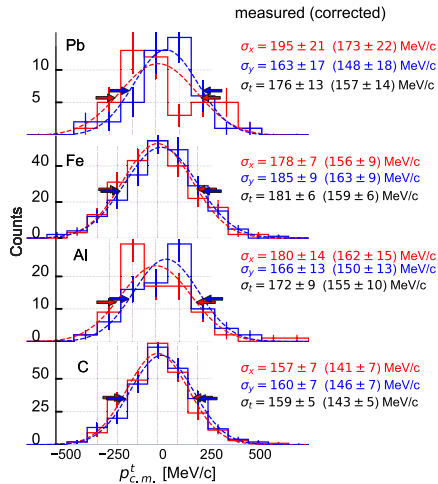 measured (corrected)
Pb
σx = 195 ± 21 (173 ± 22) MeV/c
σy = 163 ± 17 (148 ± 18) MeV/c
σt = 176 ± 13 (157 ± 14) MeV/c
10
5
Fe
σx = 178 ± 7 (156 ± 9) MeV/c
σy = 185 ± 9 (163 ± 9) MeV/c
σt = 181 ± 6 (159 ± 6) MeV/c
40
20
0
Counts
Al
σx = 180 ± 14 (162 ± 15) MeV/c
σy = 166 ± 13 (150 ± 13) MeV/c
σt = 172 ± 9 (155 ± 10) MeV/c
20
0
C
σx = 157 ± 7 (141 ± 7) MeV/c
σy = 160 ± 7 (146 ± 7) MeV/c
σt = 159 ± 5 (143 ± 5) MeV/c
50
25
0
−500 −250 0 250 500
p^t_c.m. [MeV/c]